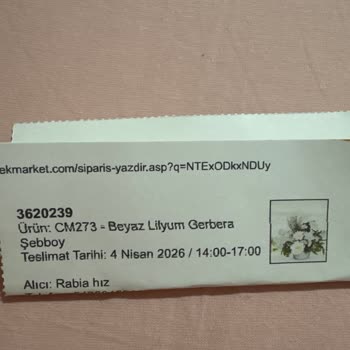 ekmarket.com/siparis-yazdir.asp?q=NTExODkxNDUy
3620239
Ürün: CM273 - Beyaz Lilyum Gerbera
Şebboy
Teslimat Tarihi: 4 Nisan 2026 / 14:00-17:00
Alıcı: Rabia hız